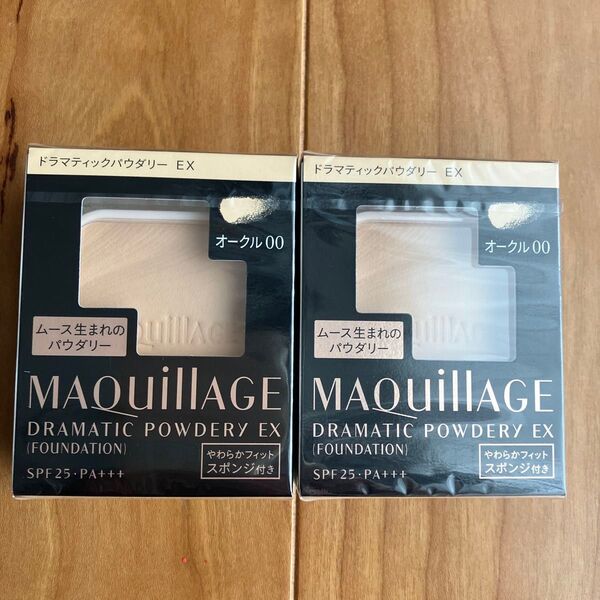 ドラマティックパウダリー EX
オークル00
ムース生まれの
パウダリー
MAQuillAGE
MAQuillAGE
DRAMATIC POWDERY EX
(FOUNDATION)
SPF25・PA+++
やわらかフィット
スポンジ付き
ドラマティックパウダリー EX
オークル00
ムース生まれの
パウダリー
MAQuillAGE
MAQuillAGE
DRAMATIC POWDERY EX
(FOUNDATION)
SPF25・PA+++
やわらかフィット
スポンジ付き